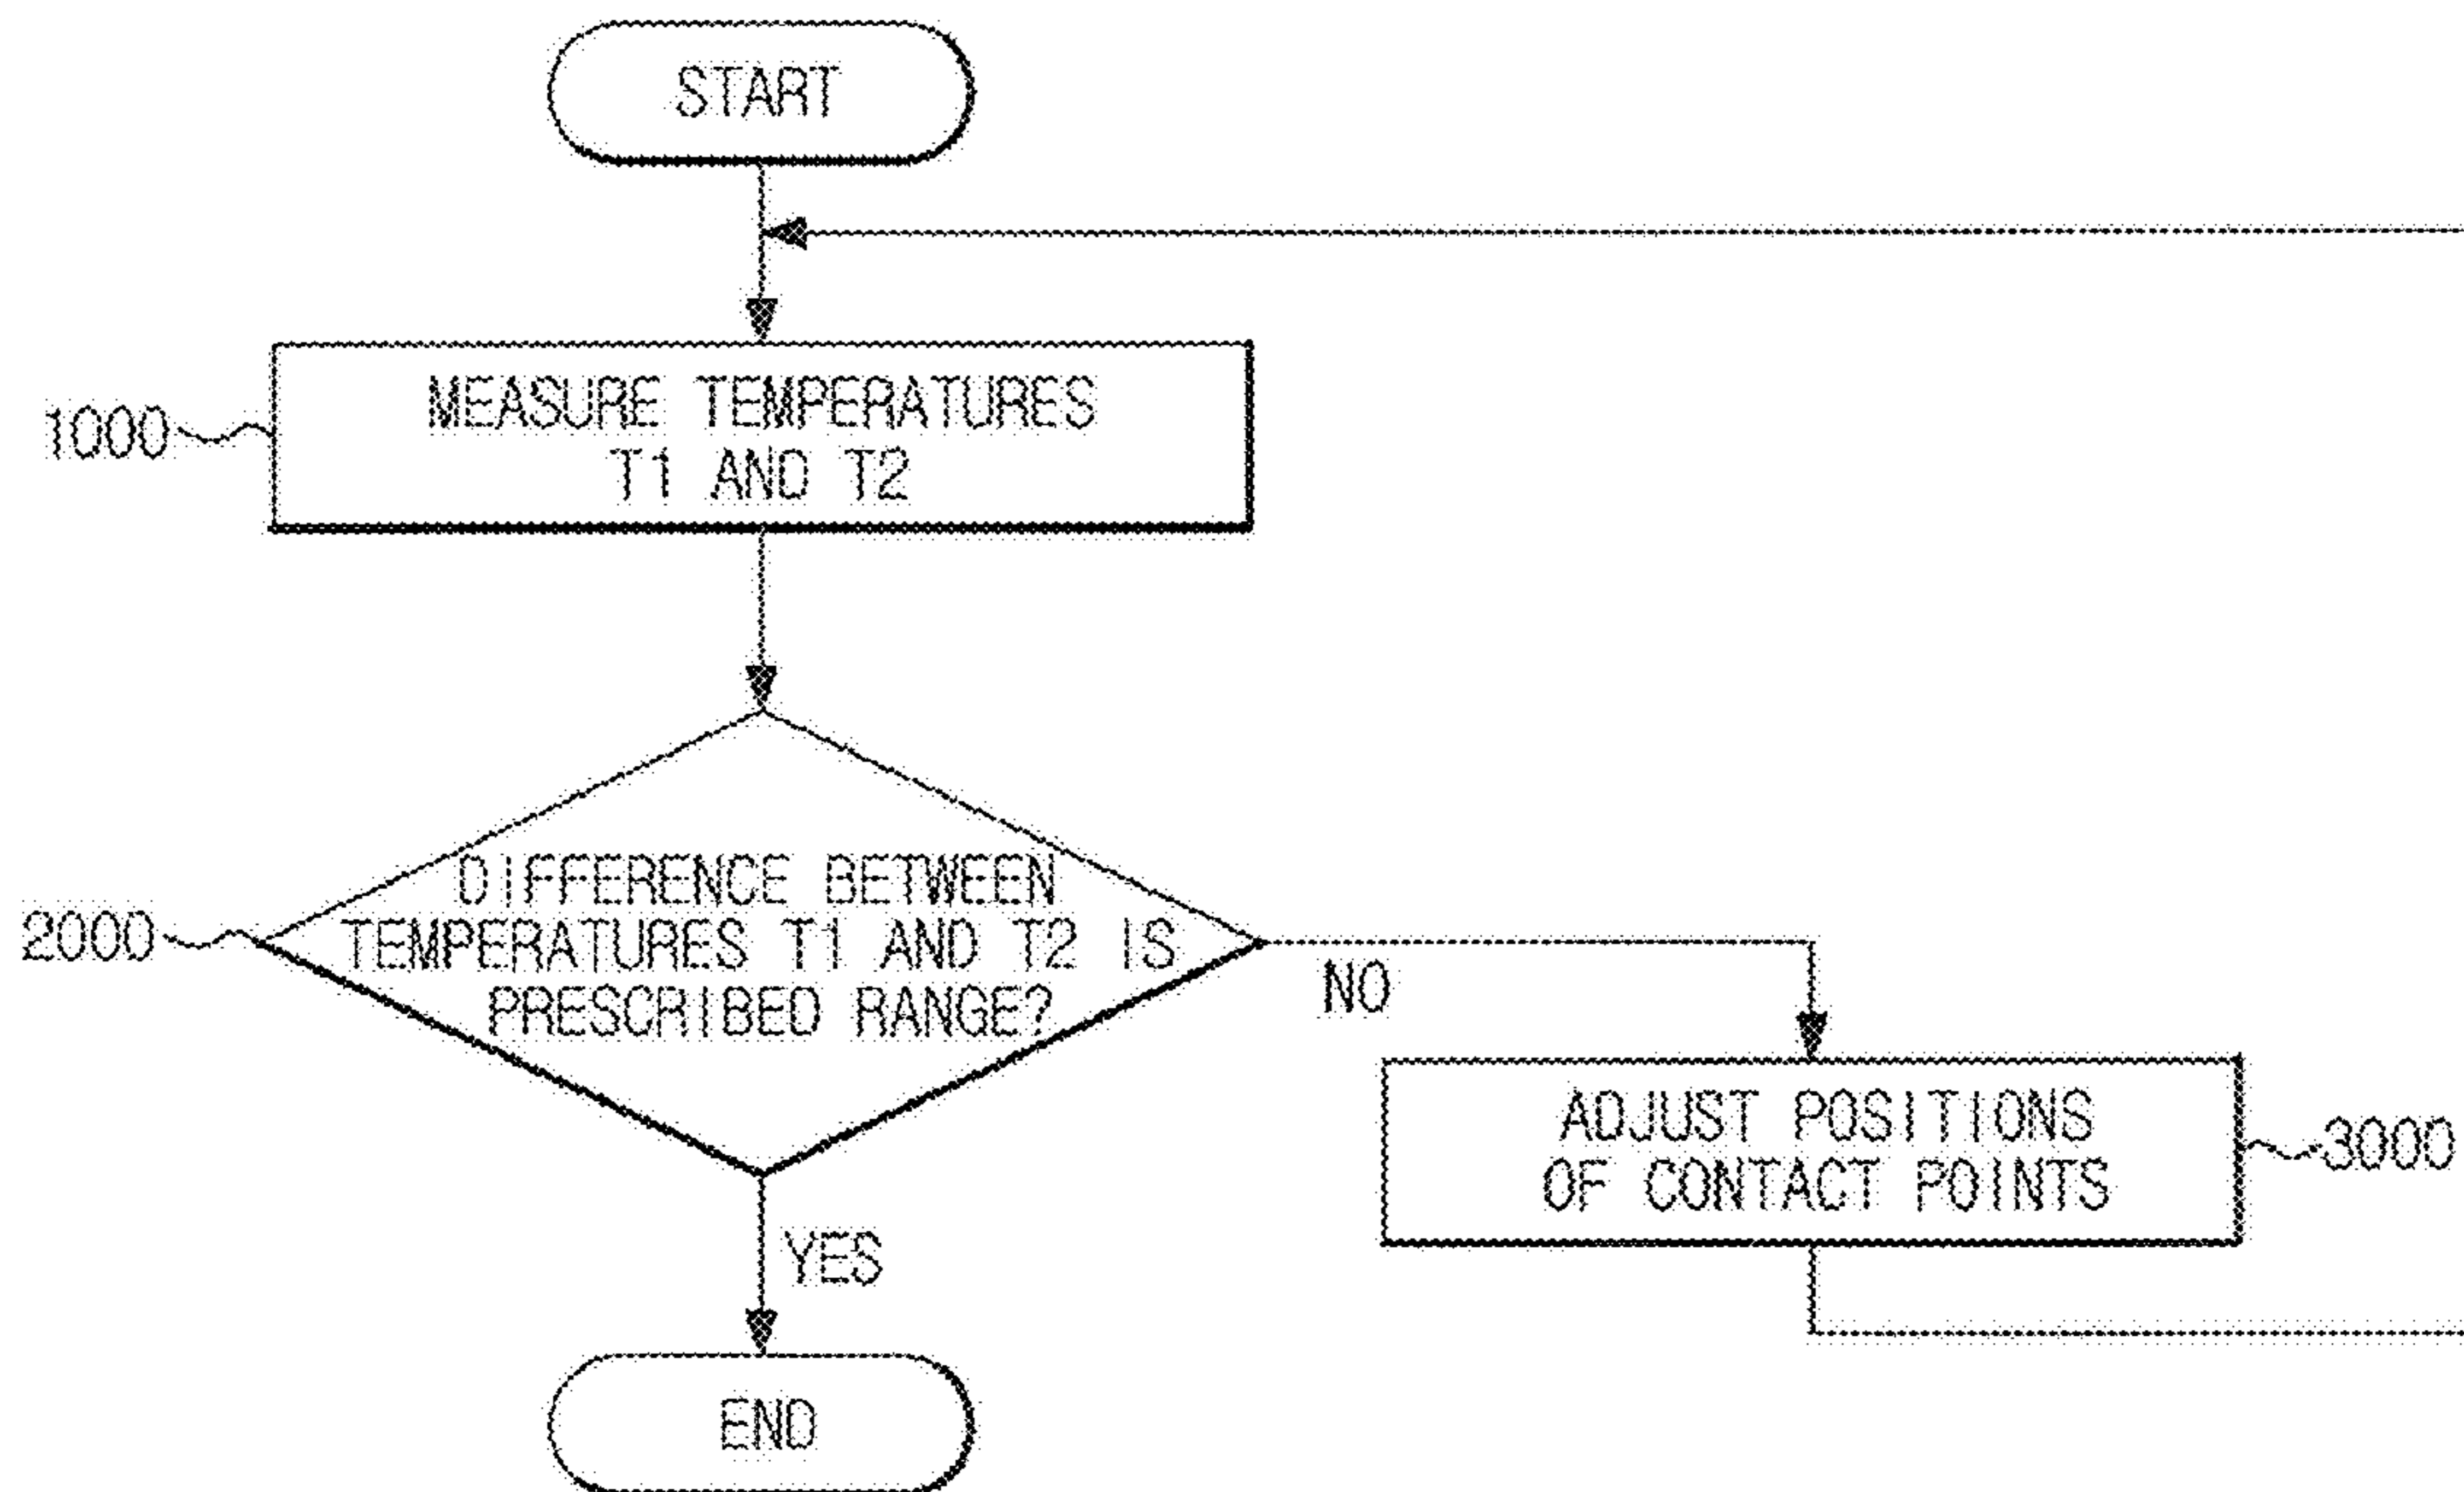 START
1000
MEASURE TEMPERATURES
T1 AND T2
2000
DIFFERENCE BETWEEN
TEMPERATURES T1 AND T2 IS
PRESCRIBED RANGE?
NO
ADJUST POSITIONS
OF CONTACT POINTS
3000
YES
END